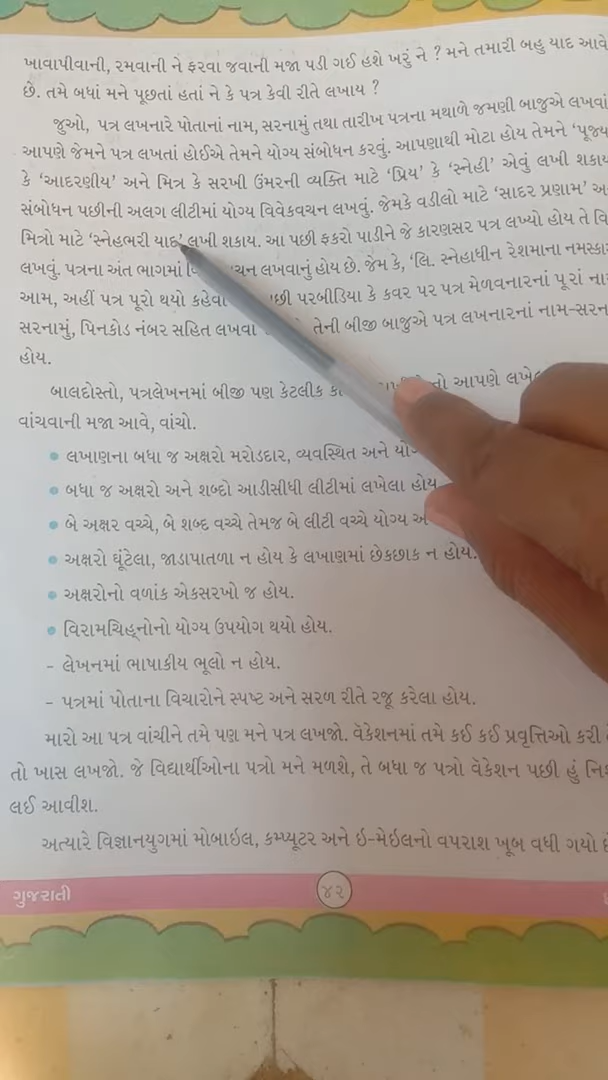 ખાવાપીવાની, રમવાની ને ફરવા જવાની મજા પડી ગઈ હશે ખરું ને ? મને તમારી બહુ યાદ આવે
છે. તમે બધાં મને પૂછતાં હતાં ને કે પત્ર કેવી રીતે લખાય ?
જુઓ, પત્ર લખનારે પોતાનાં નામ, સરનામું તથા તારીખ પત્રના મથાળે જમણી બાજુએ લખવાં
આપણે જેમને પત્ર લખતાં હોઈએ તેમને યોગ્ય સંબોધન કરવું. આપણાથી મોટા હોય તેમને ‘પૂજ્ય
કે ‘આદરણીય’ અને મિત્ર કે સરખી ઉંમરની વ્યક્તિ માટે ‘પ્રિય’ કે ‘સ્નેહી’ એવું લખી શકાય
સંબોધન પછીની અલગ લીટીમાં યોગ્ય વિવેકવચન લખવું. જેમકે વડીલો માટે ‘સાદર પ્રણામ’
મિત્રો માટે ‘સ્નેહભરી યાદ’ લખી શકાય. આ પછી ફકરો પાડીને જે કારણસર પત્ર લખ્યો હોય તે
લખવું. પત્રના અંત ભાગમાં લખવાનું હોય છે. જેમ કે, ‘લિ. સ્નેહાધીન રેશમાના
આમ, અહીં પત્ર પૂરો થયો પરબીડિયા કે કવર પર પત્ર મેળવનારનાં પૂરાં
સરનામું, પિનકોડ નંબર સહિત લખવા તેની બીજી બાજુએ પત્ર લખનારનાં
હોય.
બાલદોસ્તો, પત્રલેખનમાં બીજી પણ કેટલીક આપણે
વાંચવાની મજા આવે, વાંચો.
• લખાણના બધા જ અક્ષરો મરોડદાર, વ્યવસ્થિત અને
• બધા જ અક્ષરો અને શબ્દો આડીસીધી લીટીમાં લખેલા હોય
• બે અક્ષર વચ્ચે, બે શબ્દ વચ્ચે તેમજ બે લીટી વચ્ચે યોગ્ય
• અક્ષરો ઘૂંટેલા, જાડાપાતળા ન હોય કે લખાણમાં છેકછાક ન હોય.
• અક્ષરોનો વળાંક એકસરખો જ હોય.
• વિરામચિહ્નોનો યોગ્ય ઉપયોગ થયો હોય.
- લેખનમાં ભાષાકીય ભૂલો ન હોય.
- પત્રમાં પોતાના વિચારોને સ્પષ્ટ અને સરળ રીતે રજૂ કરેલા હોય.
મારો આ પત્ર વાંચીને તમે પણ મને પત્ર લખજો. વૅકેશનમાં તમે કઈ કઈ પ્રવૃત્તિઓ કરી
તો ખાસ લખજો. જે વિદ્યાર્થીઓના પત્રો મને મળશે, તે બધા જ પત્રો વૅકેશન પછી હું
લઈ આવીશ.
અત્યારે વિજ્ઞાનયુગમાં મોબાઇલ, કમ્પ્યૂટર અને ઇ-મેઇલનો વપરાશ ખૂબ વધી ગયો
ગુજરાતી
૪૨